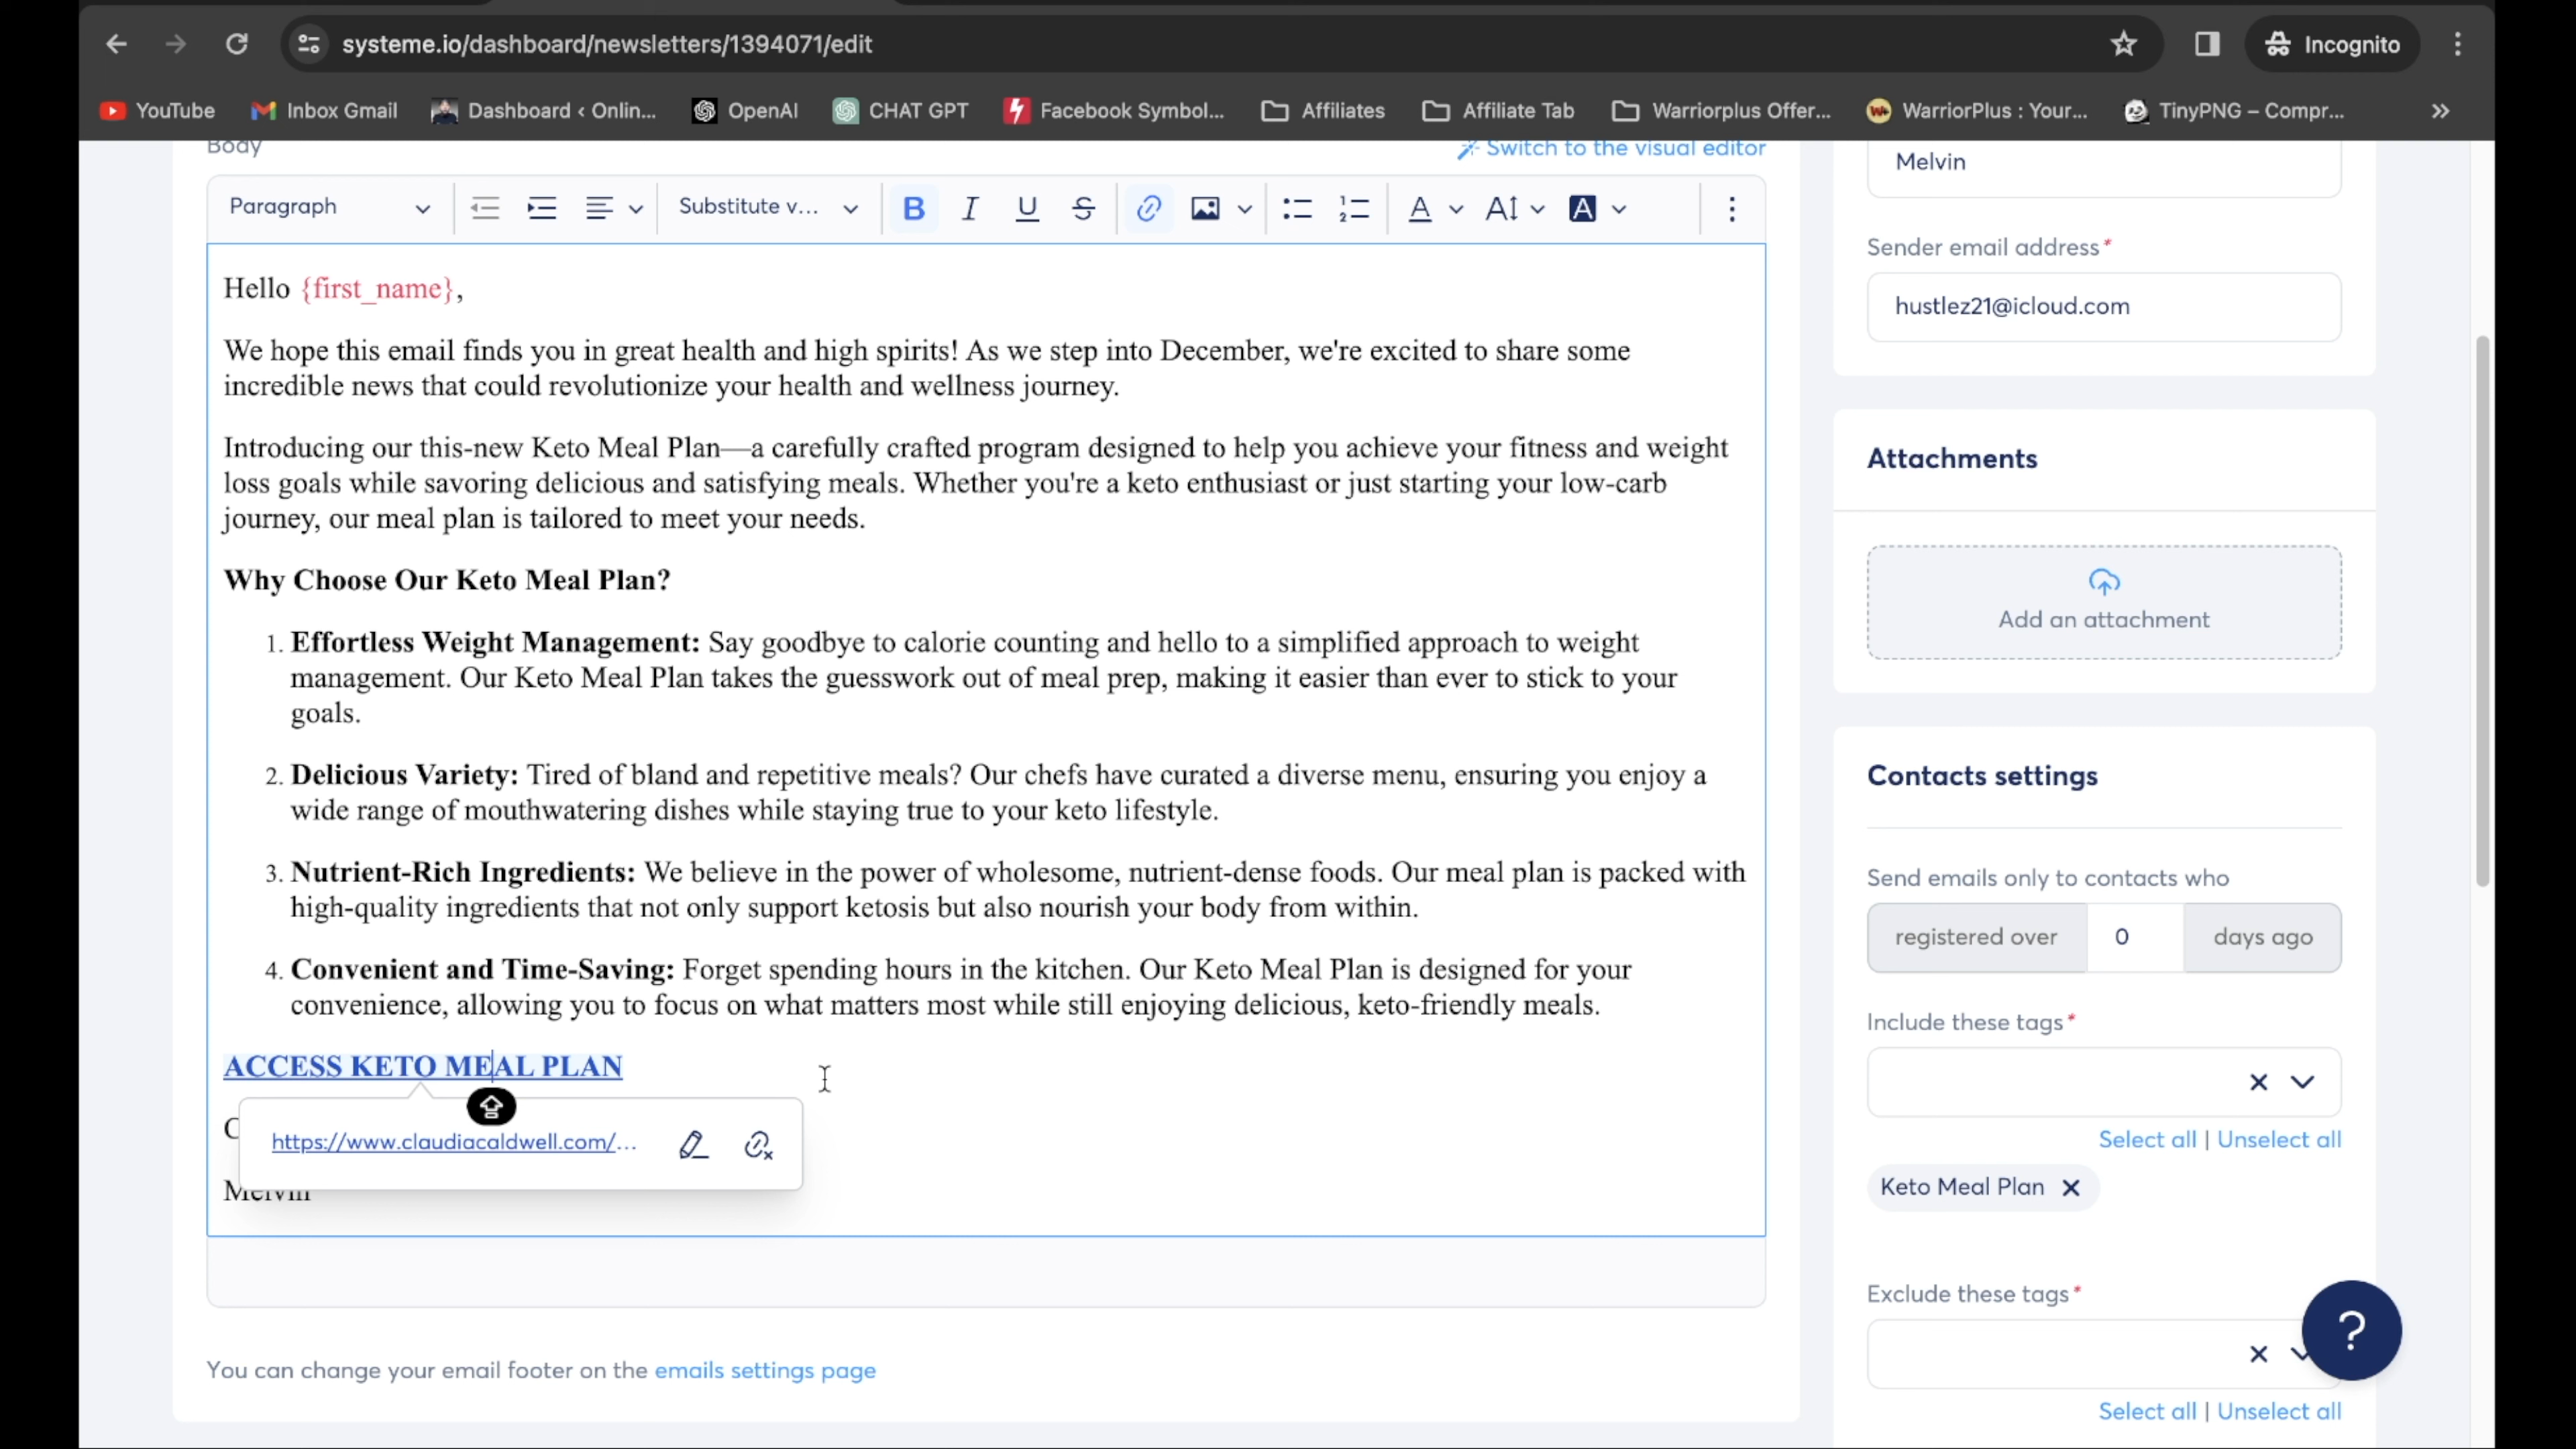 systeme.io/dashboard/newsletters/1394071/edit
Incognito
YouTube
Inbox Gmail
Dashboard ‹ Onlin...
OpenAI
CHAT GPT
Facebook Symbol...
Affiliates
Affiliate Tab
Warriorplus Offer...
WarriorPlus : Your...
TinyPNG – Compr...
Body
Switch to the visual editor
Paragraph
Substitute v...
Hello {first_name},
We hope this email finds you in great health and high spirits! As we step into December, we're excited to share some
incredible news that could revolutionize your health and wellness journey.
Introducing our this-new Keto Meal Plan—a carefully crafted program designed to help you achieve your fitness and weight
loss goals while savoring delicious and satisfying meals. Whether you're a keto enthusiast or just starting your low-carb
journey, our meal plan is tailored to meet your needs.
Why Choose Our Keto Meal Plan?
1. Effortless Weight Management: Say goodbye to calorie counting and hello to a simplified approach to weight
management. Our Keto Meal Plan takes the guesswork out of meal prep, making it easier than ever to stick to your
goals.
2. Delicious Variety: Tired of bland and repetitive meals? Our chefs have curated a diverse menu, ensuring you enjoy a
wide range of mouthwatering dishes while staying true to your keto lifestyle.
3. Nutrient-Rich Ingredients: We believe in the power of wholesome, nutrient-dense foods. Our meal plan is packed with
high-quality ingredients that not only support ketosis but also nourish your body from within.
4. Convenient and Time-Saving: Forget spending hours in the kitchen. Our Keto Meal Plan is designed for your
convenience, allowing you to focus on what matters most while still enjoying delicious, keto-friendly meals.
ACCESS KETO MEAL PLAN
https://www.claudiacaldwell.com/...
Melvin
You can change your email footer on the emails settings page
Melvin
Sender email address*
hustlez21@icloud.com
Attachments
Add an attachment
Contacts settings
Send emails only to contacts who
registered over 0 days ago
Include these tags*
Select all | Unselect all
Keto Meal Plan
Exclude these tags*
?
Select all | Unselect all